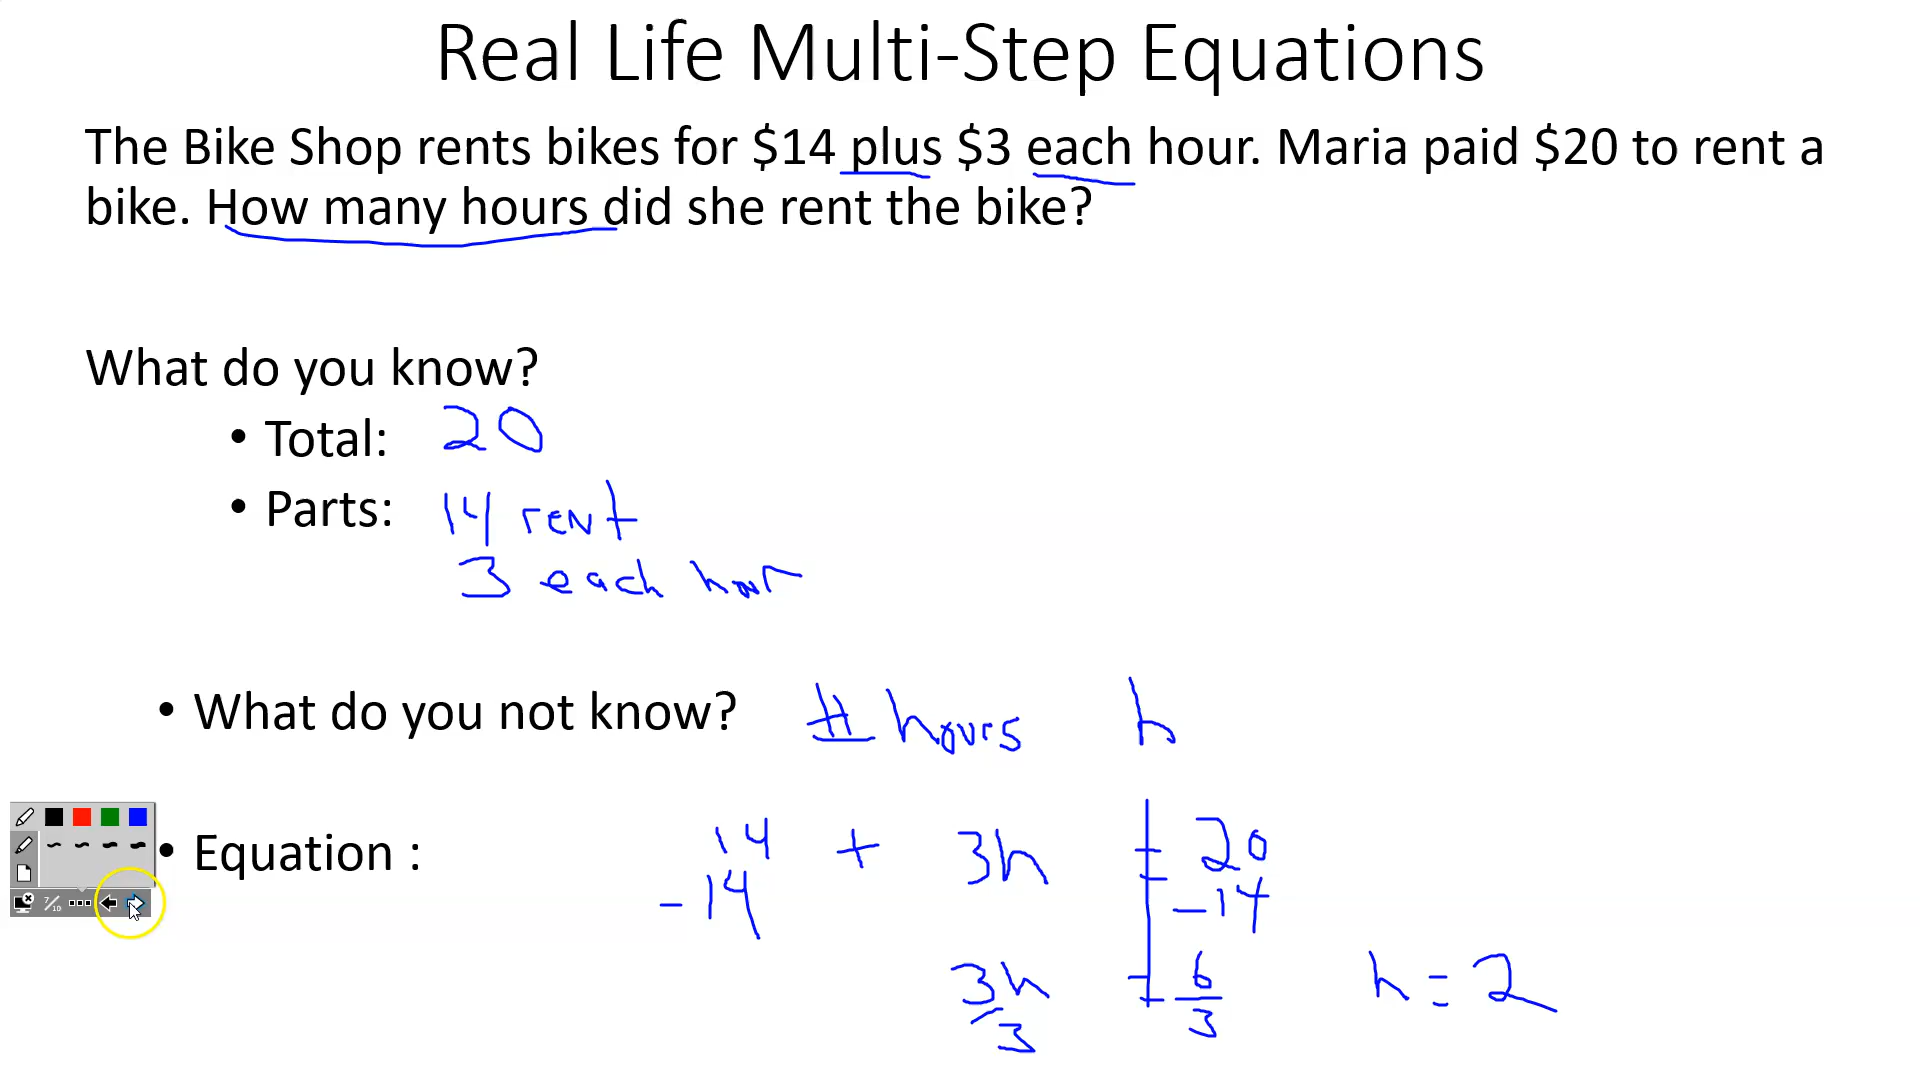 Real Life Multi-Step Equations
The Bike Shop rents bikes for $14 plus $3 each hour. Maria paid $20 to rent a
bike. How many hours did she rent the bike?
What do you know?
• Total: 20
• Parts: 14 rent
3 each hour
• What do you not know? # hours h
• Equation : 14 + 3h = 20
-14 -14
3h/3 = 6/3 h = 2
7/10